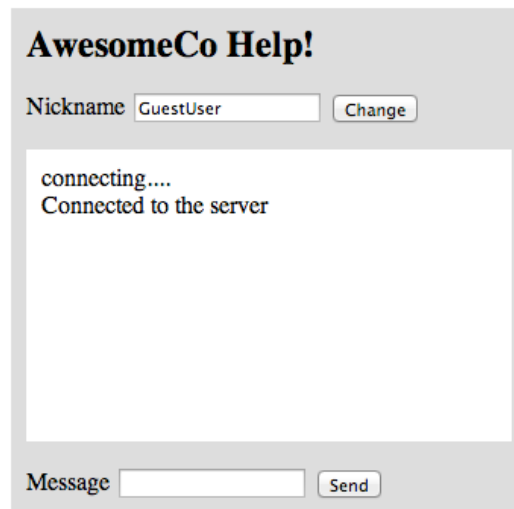 AwesomeCo Help!
Nickname GuestUser Change
connecting....
Connected to the server
Message Send